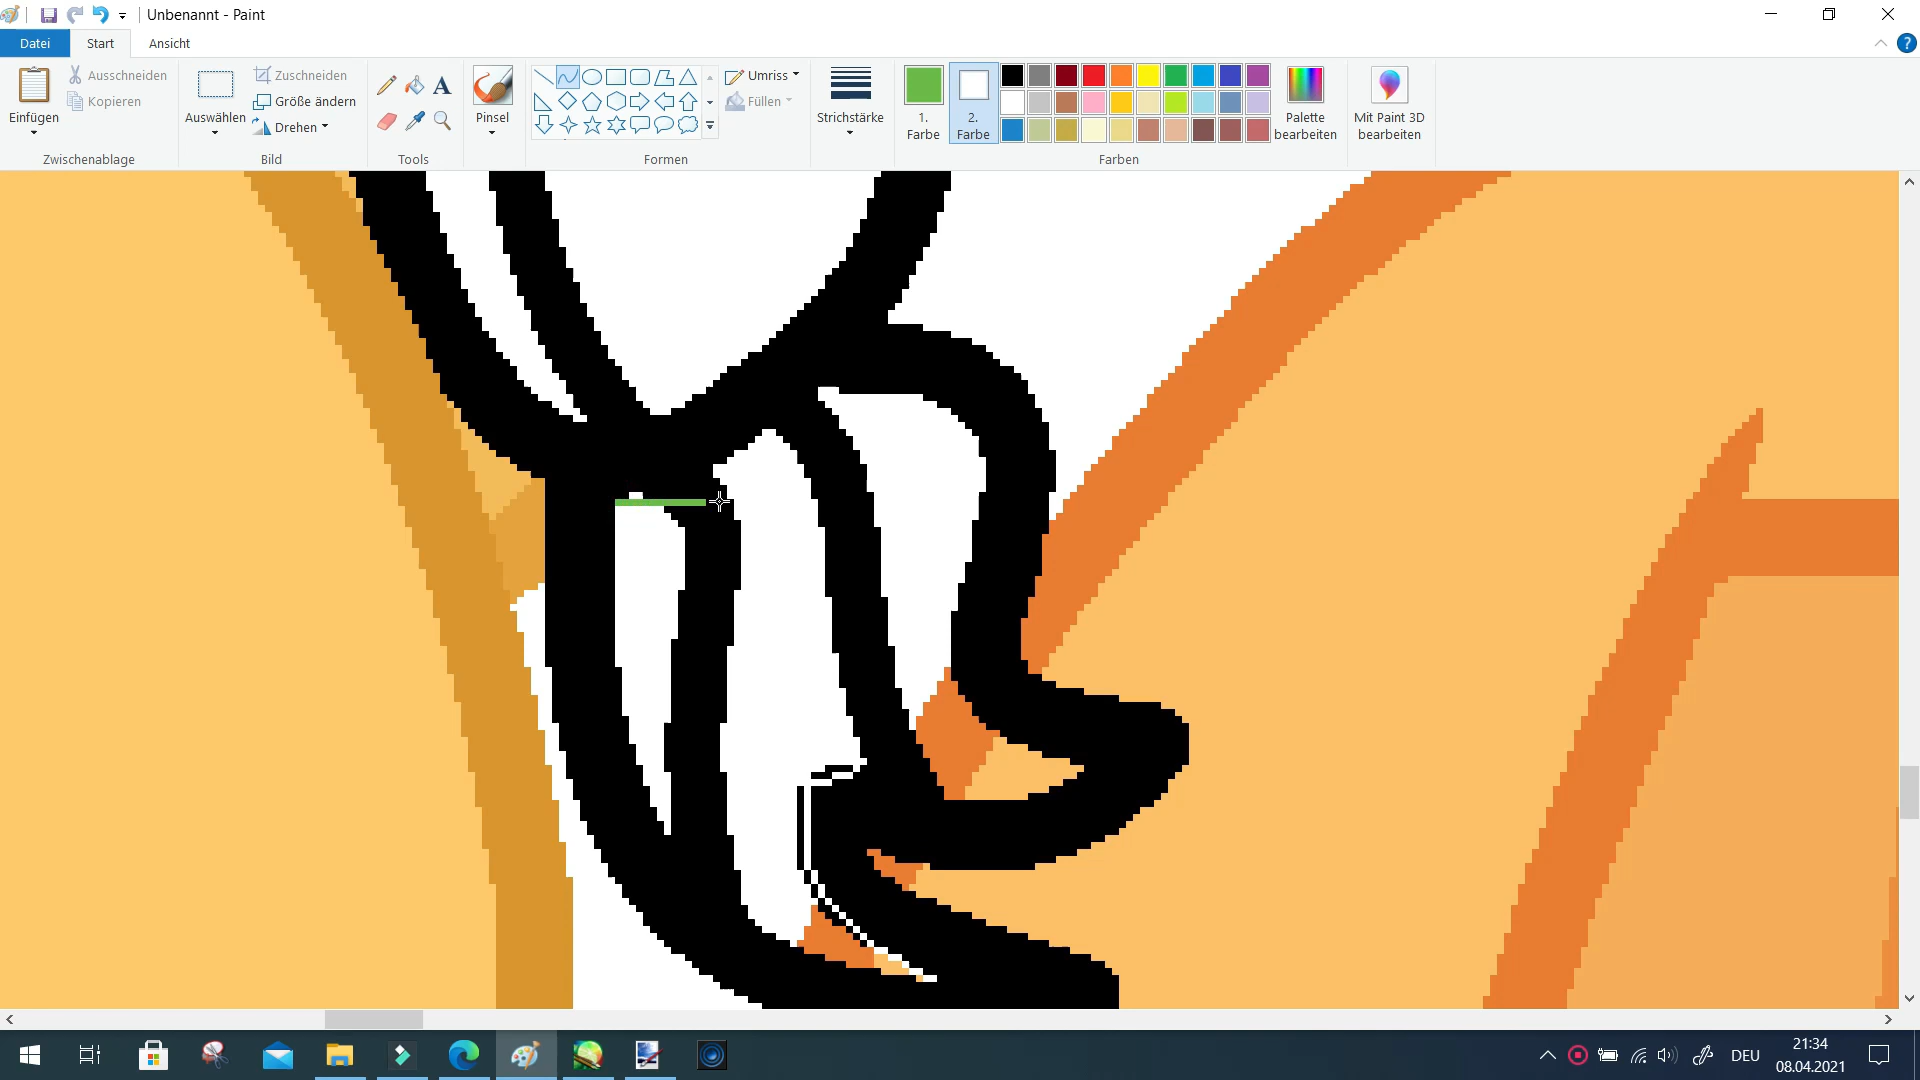 Unbenannt - Paint
Datei Start Ansicht
Einfügen
Ausschneiden
Kopieren
Zwischenablage
Auswählen
Zuschneiden
Größe ändern
Drehen
Bild
A
Tools
Pinsel
Umriss
Füllen
Formen
Strichstärke
1.
Farbe
2.
Farbe
Palette
bearbeiten
Mit Paint 3D
bearbeiten
Farben
?
DEU
21:34
08.04.2021